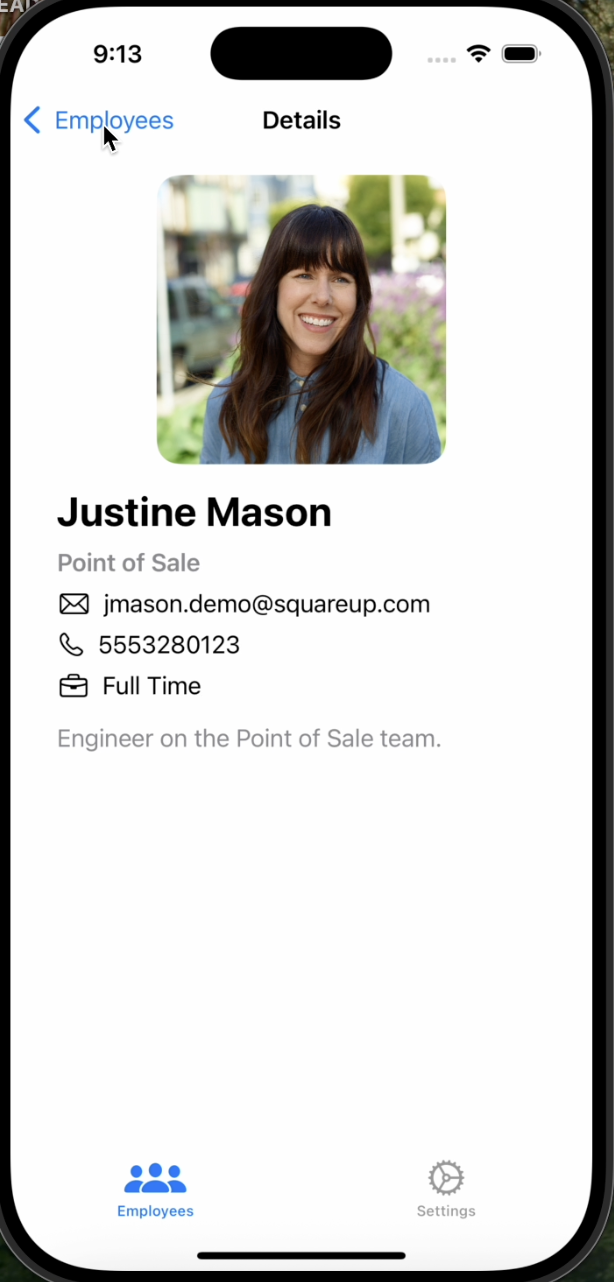 9:13
Employees
Details
Justine Mason
Point of Sale
jmason.demo@squareup.com
5553280123
Full Time
Engineer on the Point of Sale team.
Employees
Settings